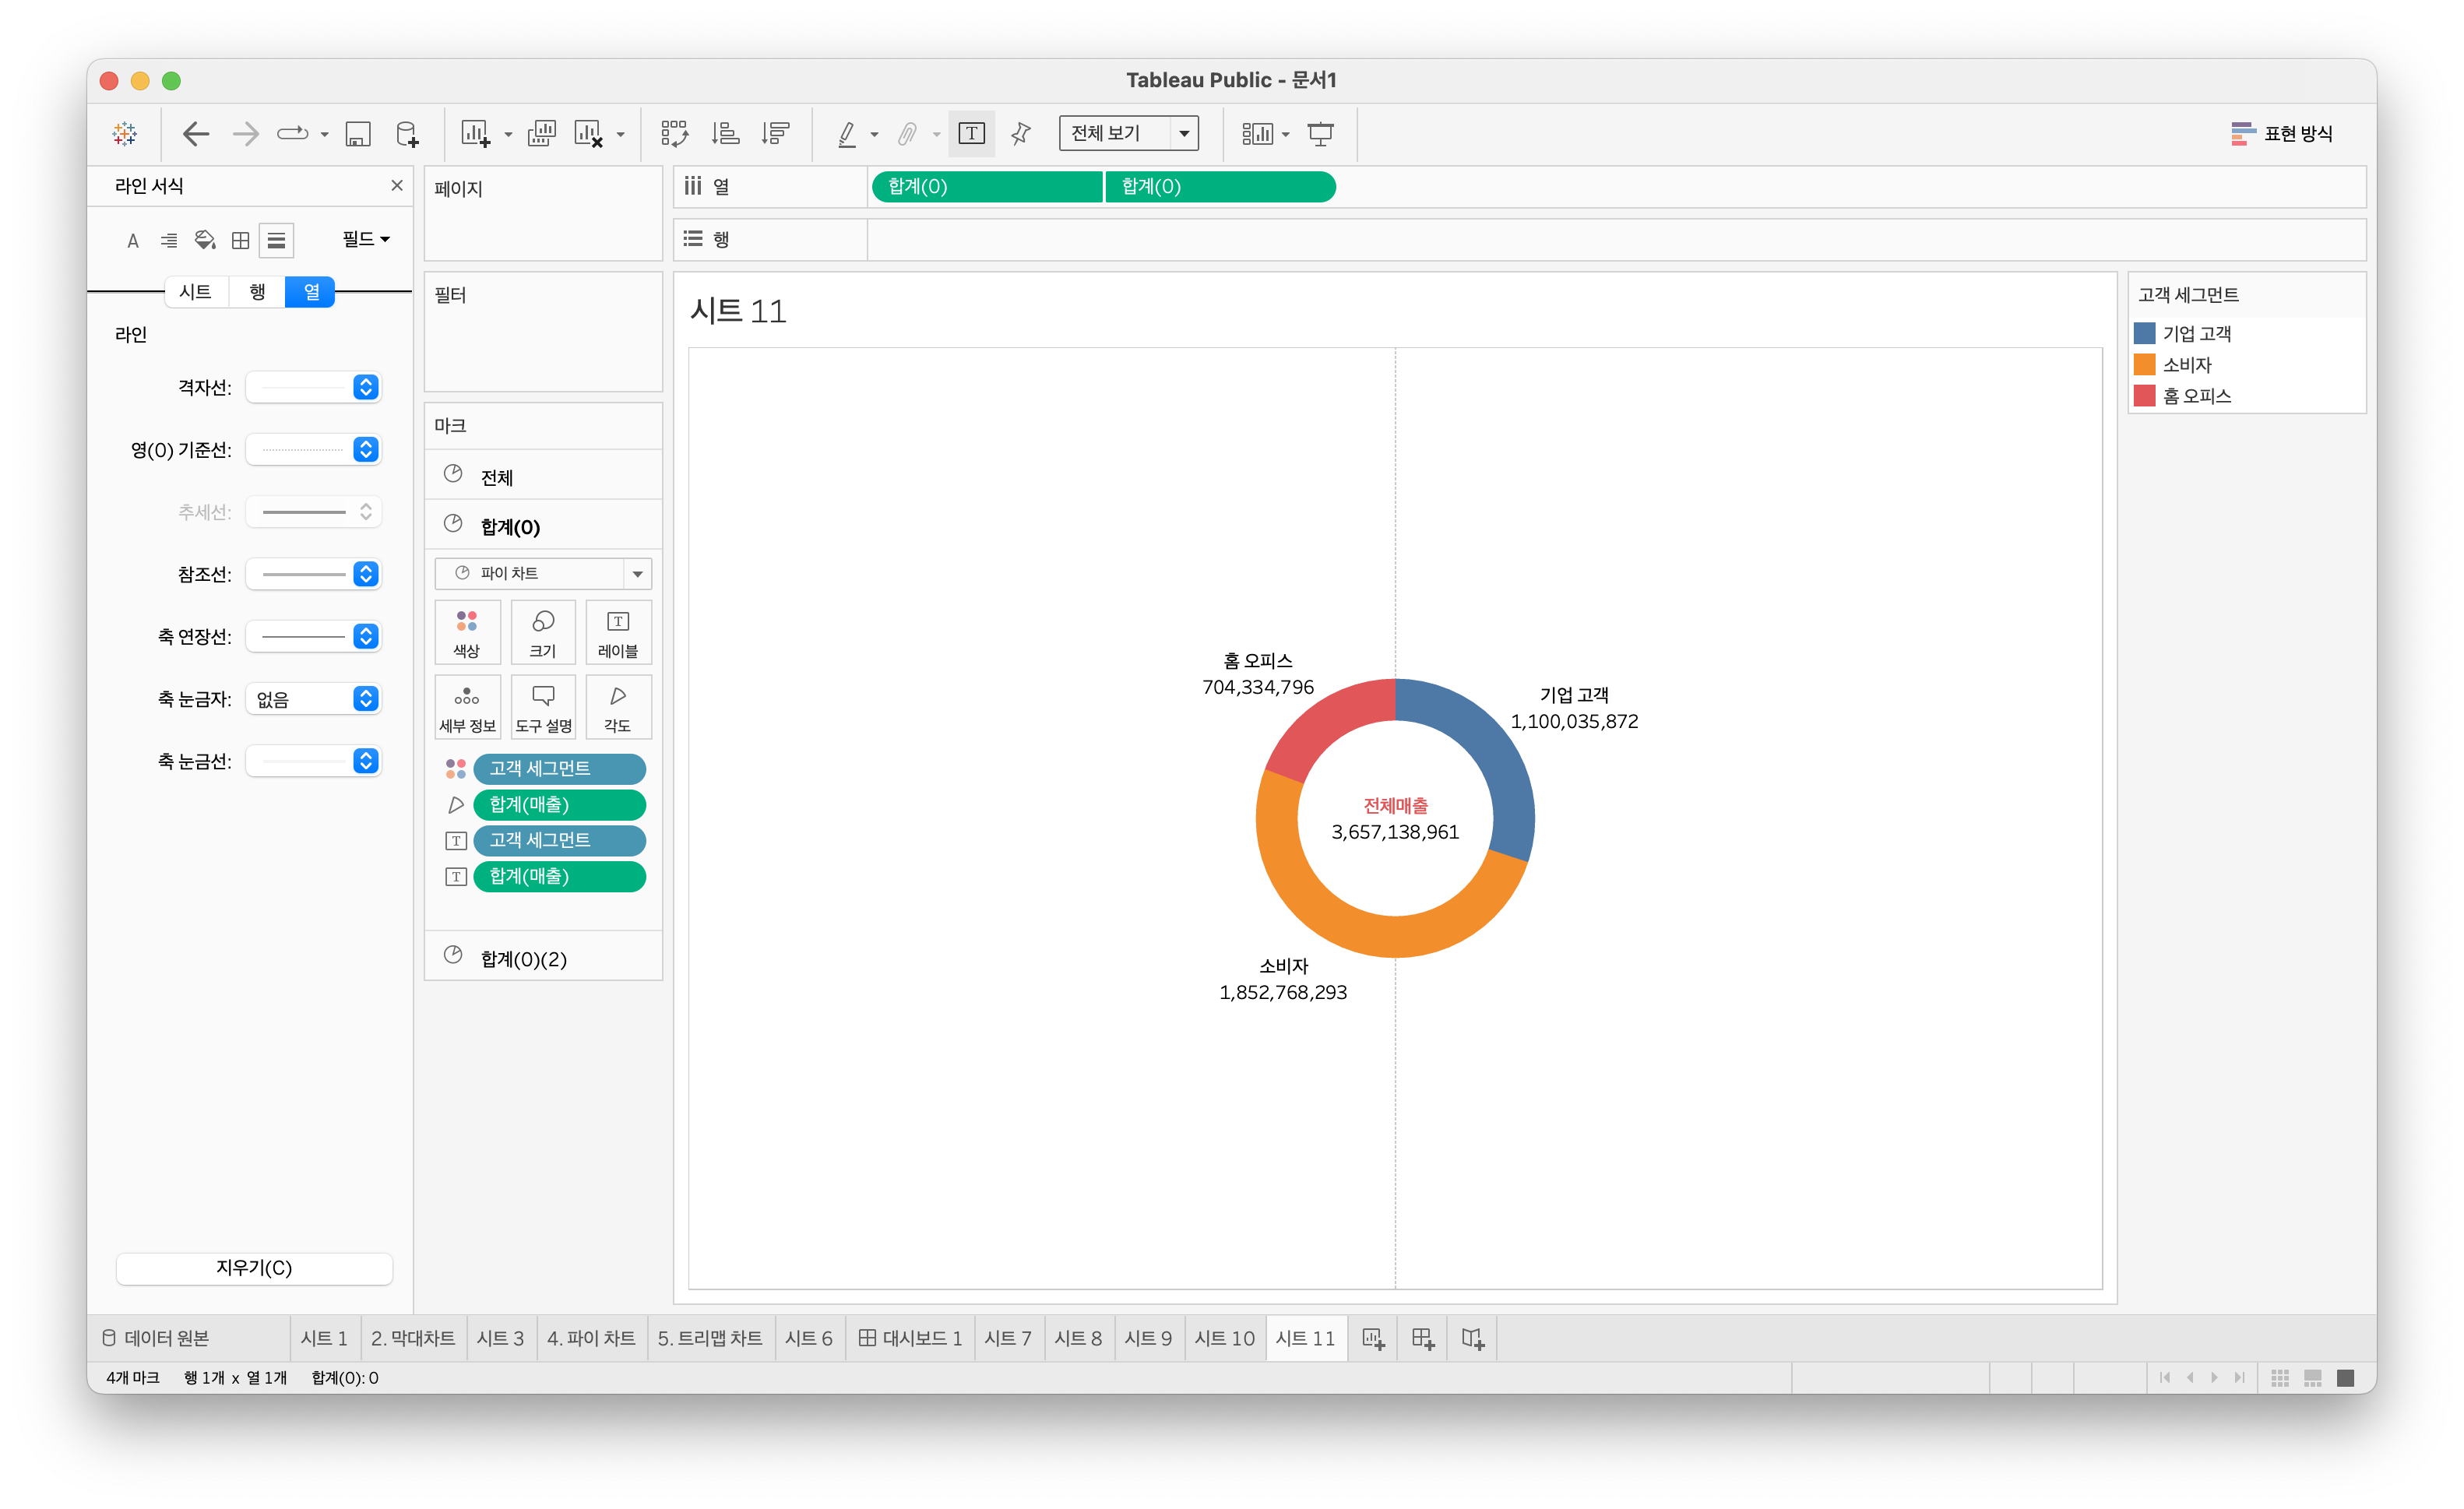 Tableau Public - 문서1
전체 보기
표현 방식
라인 서식
필드
시트
행
열
라인
격자선:
영(0) 기준선:
추세선:
참조선:
축 연장선:
축 눈금자:
없음
축 눈금선:
지우기(C)
페이지
필터
마크
전체
합계(0)
파이 차트
색상
크기
레이블
세부 정보
도구 설명
각도
고객 세그먼트
합계(매출)
고객 세그먼트
합계(매출)
합계(0)(2)
열
합계(0)
합계(0)
행
시트 11
홈 오피스
704,334,796
기업 고객
1,100,035,872
전체매출
3,657,138,961
소비자
1,852,768,293
고객 세그먼트
기업 고객
소비자
홈 오피스
데이터 원본
시트 1
2. 막대차트
시트 3
4. 파이 차트
5. 트리맵 차트
시트 6
대시보드 1
시트 7
시트 8
시트 9
시트 10
시트 11
4개 마크
행 1개 x 열 1개
합계(0): 0